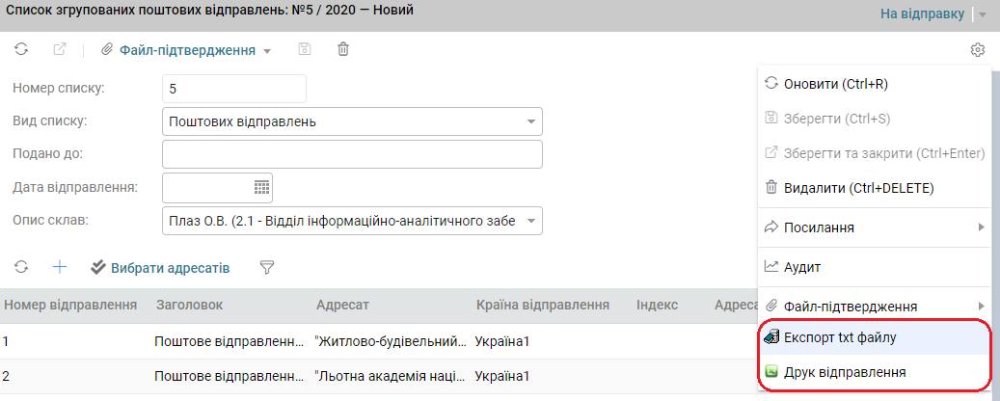 Список згрупованих поштових відправлень: №5 / 2020 — Новий
На відправку
Файл-підтвердження
Номер списку:
5
Вид списку:
Поштових відправлень
Подано до:
Дата відправлення:
Опис склав:
Плаз О.В. (2.1 - Відділ інформаційно-аналітичного забе
Вибрати адресатів
Номер відправлення Заголовок Адресат Країна відправлення Індекс Адреса
1 Поштове відправленн... "Житлово-будівельний... Україна1
2 Поштове відправленн... "Льотна академія наці... Україна1
Оновити (Ctrl+R)
Зберегти (Ctrl+S)
Зберегти та закрити (Ctrl+Enter)
Видалити (Ctrl+DELETE)
Посилання
Аудит
Файл-підтвердження
Експорт txt файлу
Друк відправлення